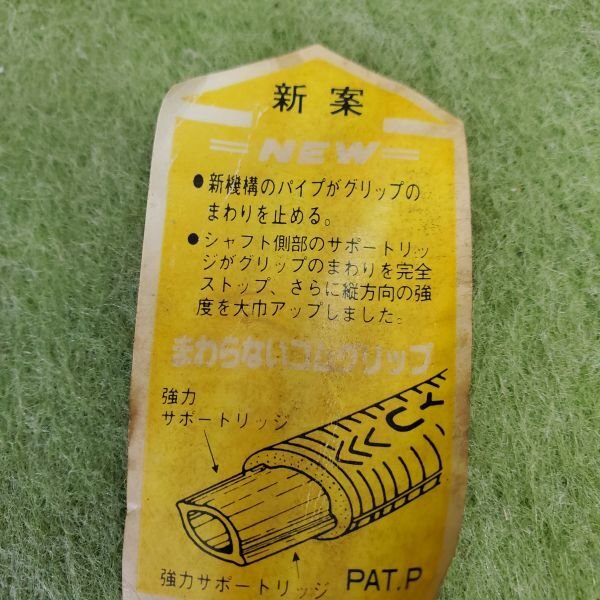 新案
NEW
●新機構のパイプがグリップの
まわりを止める。
●シャフト側部のサポートリッ
ジがグリップのまわりを完全
ストップ、さらに縦方向の強
度を大巾アップしました。
まわらないゴムグリップ
強力
サポートリッジ
強力サポートリッジ PAT.P